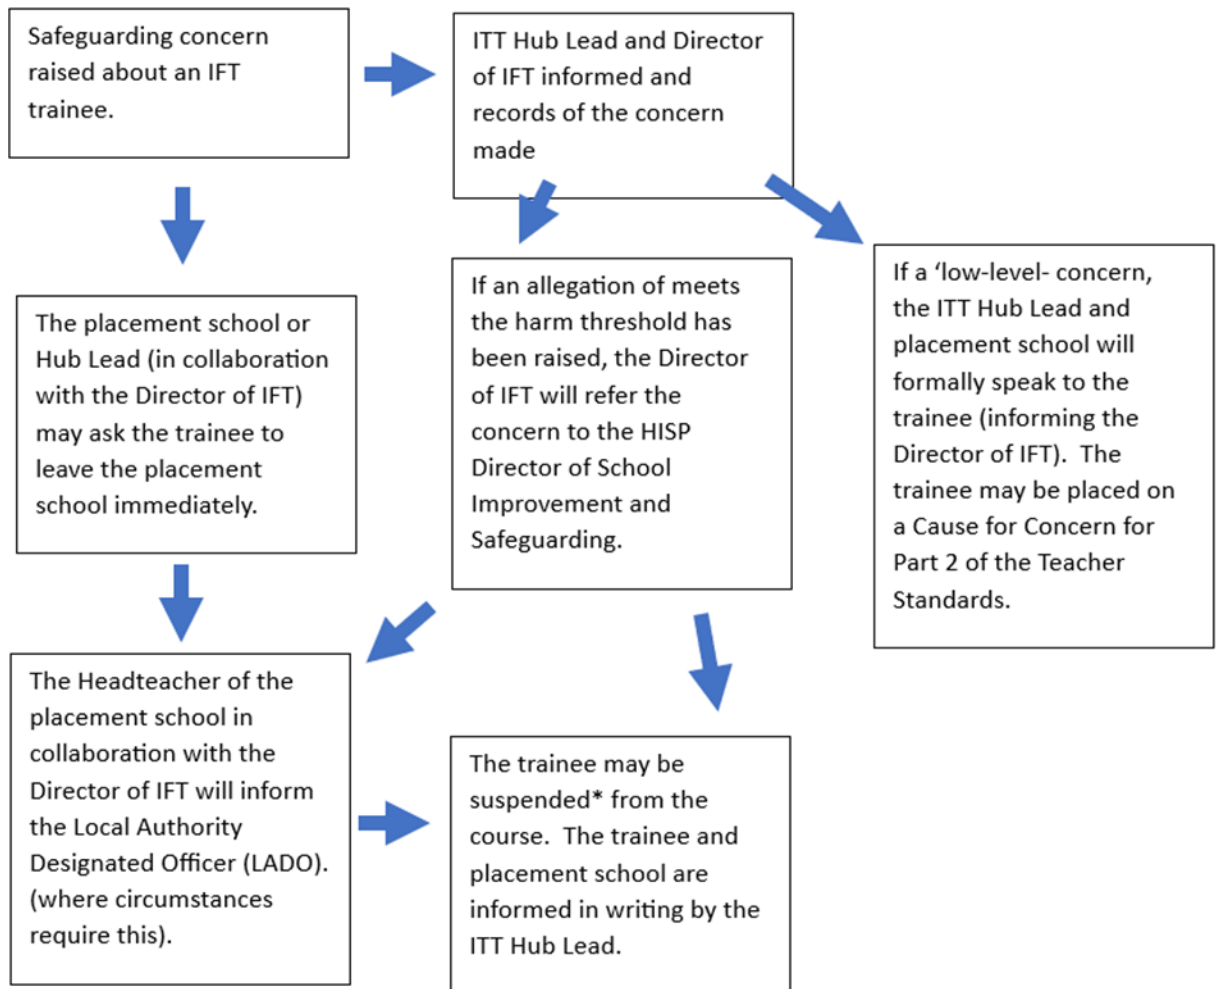 Safeguarding concern
raised about an IFT
trainee.
ITT Hub Lead and Director
of IFT informed and
records of the concern
made
The placement school or
Hub Lead (in collaboration
with the Director of IFT)
may ask the trainee to
leave the placement
school immediately.
If an allegation of meets
the harm threshold has
been raised, the Director
of IFT will refer the
concern to the HISP
Director of School
Improvement and
Safeguarding.
If a ‘low-level- concern,
the ITT Hub Lead and
placement school will
formally speak to the
trainee (informing the
Director of IFT).  The
trainee may be placed on
a Cause for Concern for
Part 2 of the Teacher
Standards.
The Headteacher of the
placement school in
collaboration with the
Director of IFT will inform
the Local Authority
Designated Officer (LADO).
(where circumstances
require this).
The trainee may be
suspended* from the
course.  The trainee and
placement school are
informed in writing by the
ITT Hub Lead.